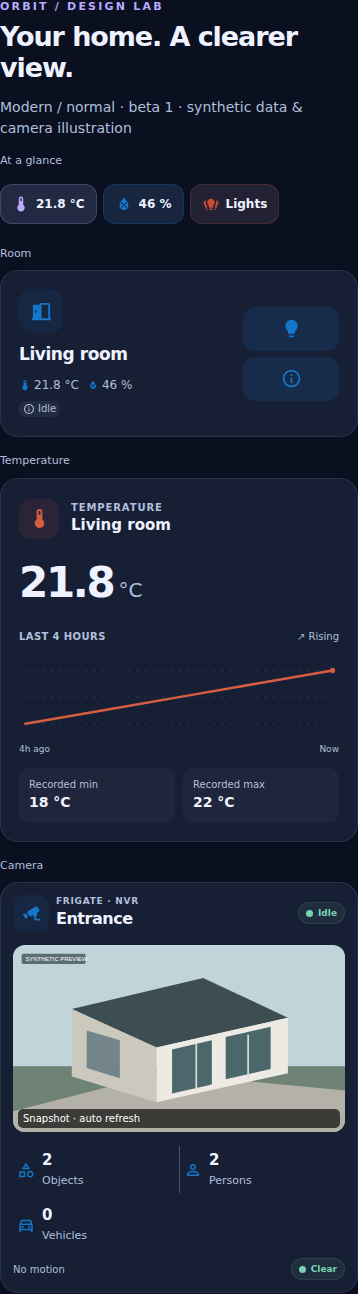 ORBIT / DESIGN LAB
Your home. A clearer
view.
Modern / normal · beta 1 · synthetic data &
camera illustration
At a glance
21.8 °C
46 %
Lights
Room
Living room
21.8 °C 46 %
Idle
Temperature
TEMPERATURE
Living room
21.8 °C
LAST 4 HOURS
↗ Rising
4h ago
Now
Recorded min
18 °C
Recorded max
22 °C
Camera
FRIGATE · NVR
Entrance
Idle
SYNTHETIC PREVIEW
Snapshot · auto refresh
2
Objects
2
Persons
0
Vehicles
No motion
Clear